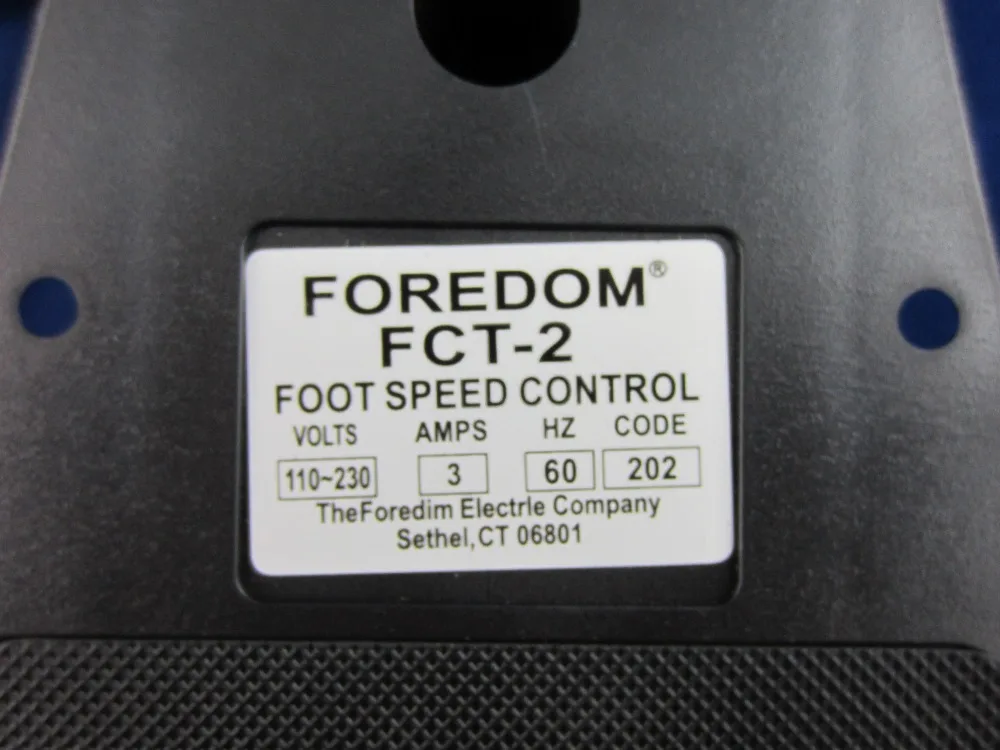 FOREDOM®
FCT-2
FOOT SPEED CONTROL
VOLTS AMPS HZ CODE
110~230 3 60 202
TheForedim Electrle Company
Sethel,CT 06801